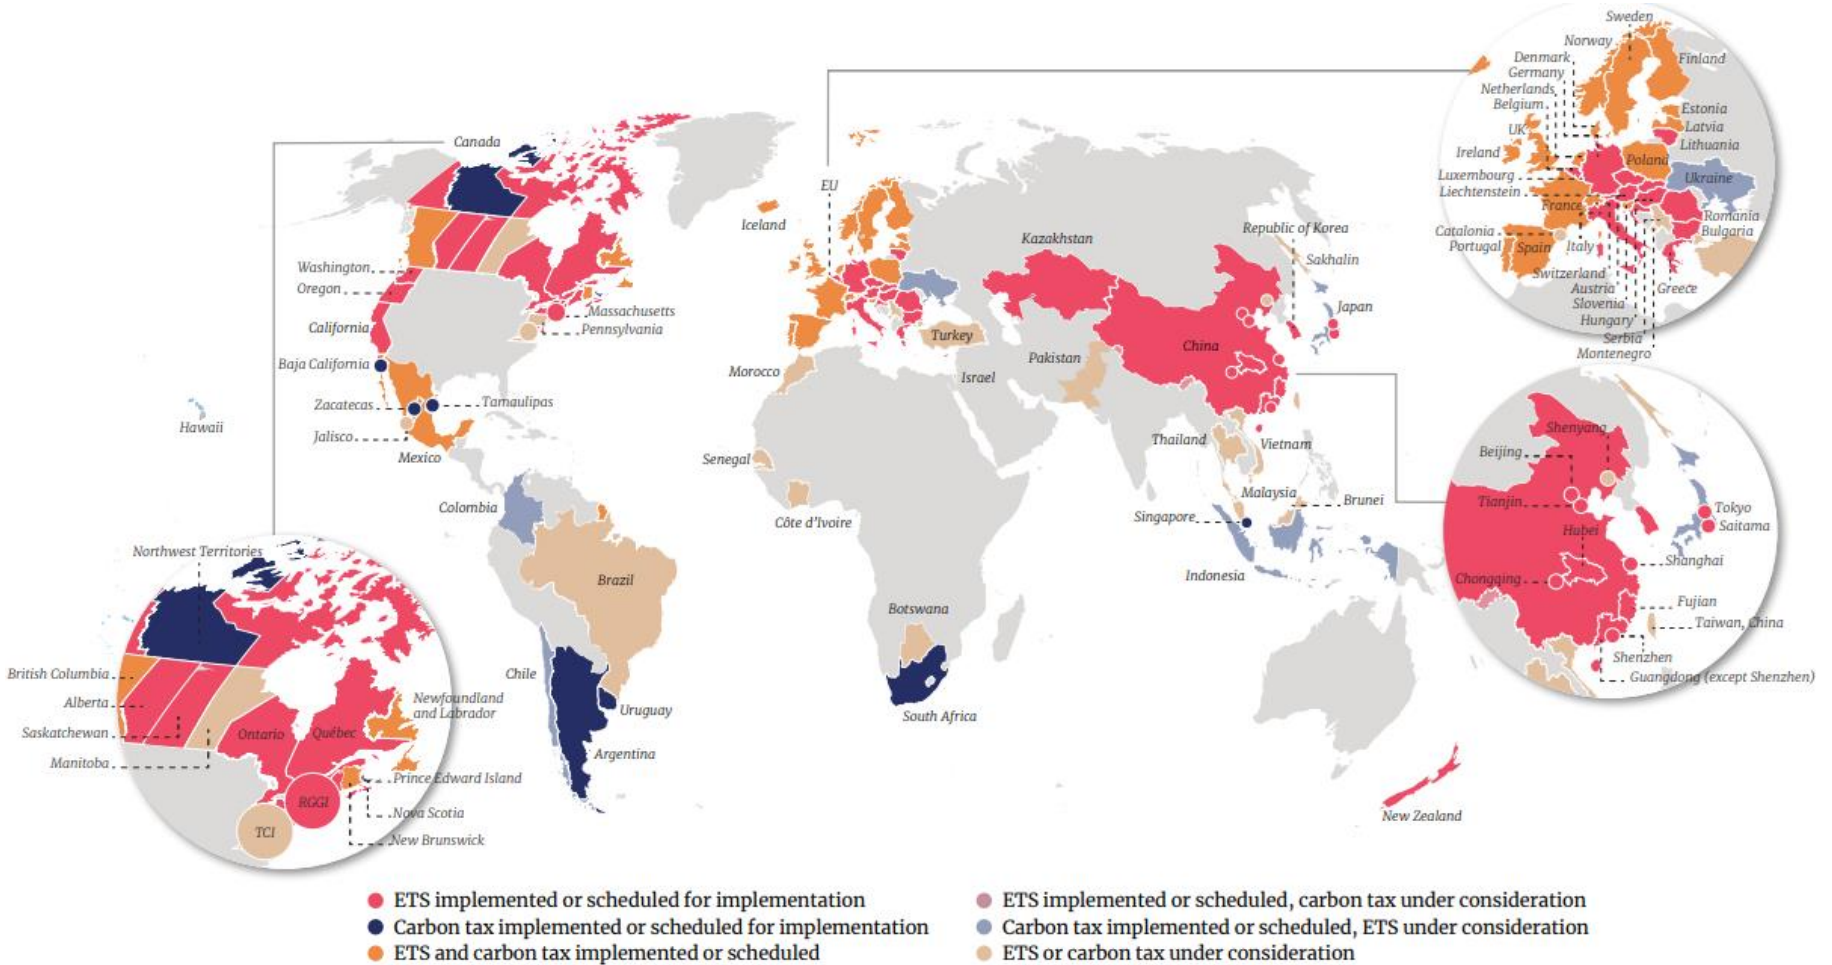 Canada
Washington
Oregon
California
Baja California
Zacatecas
Jalisco
Mexico
Tamaulipas
Massachusetts
Pennsylvania
Hawaii
Colombia
Brazil
Chile
Uruguay
Argentina
Iceland
EU
Morocco
Senegal
Côte d'Ivoire
Botswana
South Africa
Turkey
Israel
Kazakhstan
Pakistan
China
Republic of Korea
Sakhalin
Japan
Thailand
Vietnam
Malaysia
Brunei
Singapore
Indonesia
New Zealand
Northwest Territories
British Columbia
Alberta
Saskatchewan
Manitoba
Ontario
Québec
Newfoundland
and Labrador
Prince Edward Island
Nova Scotia
New Brunswick
RGGI
TCI
Sweden
Norway
Denmark
Germany
Netherlands
Belgium
UK
Ireland
Luxembourg
Liechtenstein
France
Catalonia
Portugal
Spain
Italy
Switzerland
Austria
Slovenia
Hungary
Serbia
Montenegro
Greece
Bulgaria
Romania
Ukraine
Poland
Lithuania
Latvia
Estonia
Finland
Shenyang
Beijing
Tianjin
Hubei
Chongqing
Tokyo
Saitama
Shanghai
Fujian
Taiwan, China
Shenzhen
Guangdong (except Shenzhen)
ETS implemented or scheduled for implementation
Carbon tax implemented or scheduled for implementation
ETS and carbon tax implemented or scheduled
ETS implemented or scheduled, carbon tax under consideration
Carbon tax implemented or scheduled, ETS under consideration
ETS or carbon tax under consideration